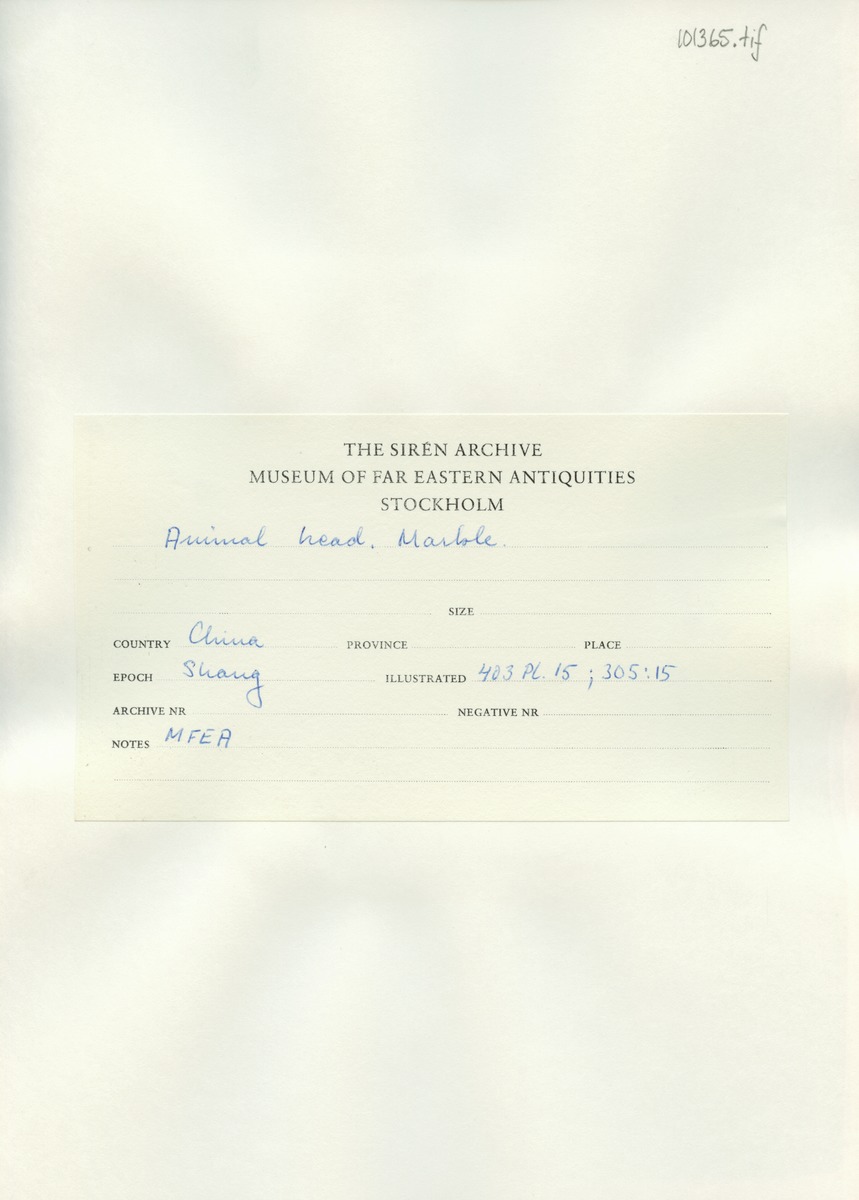 101365.tif
THE SIRÉN ARCHIVE
MUSEUM OF FAR EASTERN ANTIQUITIES
STOCKHOLM
Animal head. Marble.
SIZE
COUNTRY China PROVINCE PLACE
EPOCH Shang ILLUSTRATED 403 Pl. 15 ; 305:15
ARCHIVE NR NEGATIVE NR
NOTES MFEA